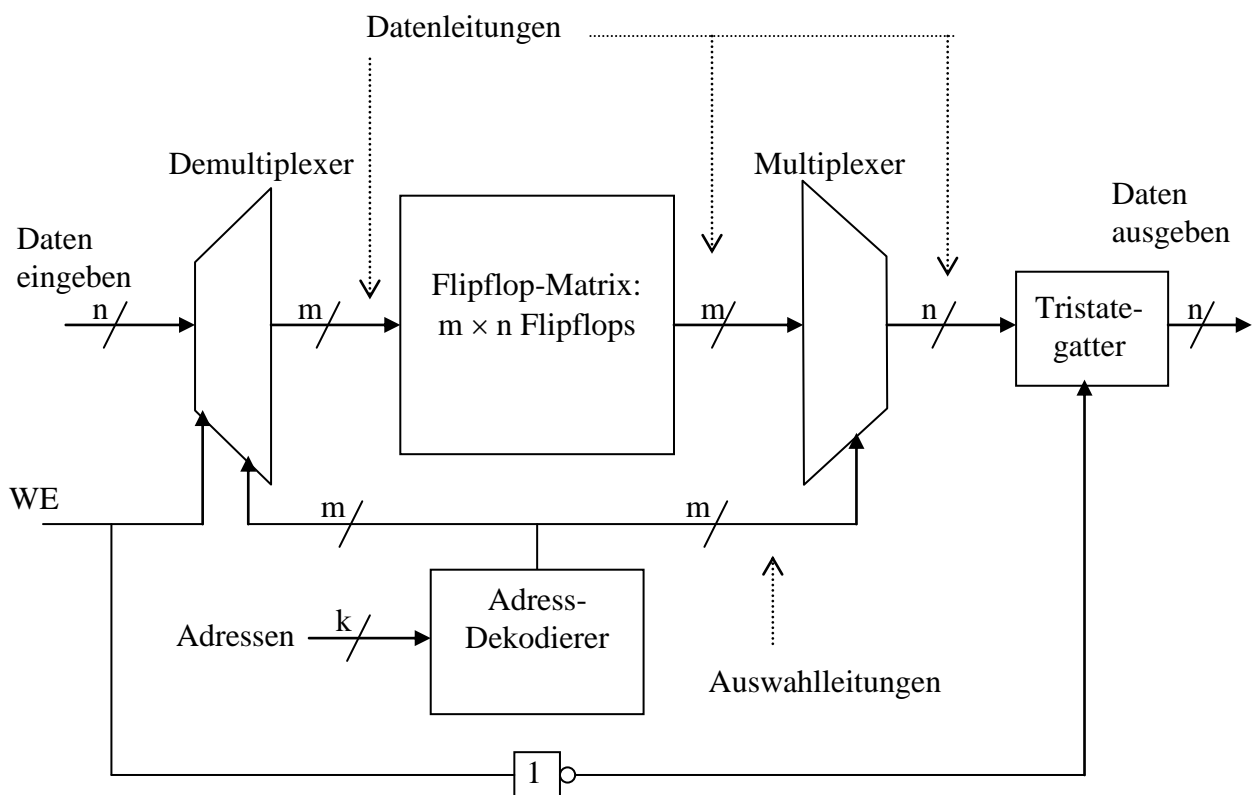 Datenleitungen
Demultiplexer
Multiplexer
Daten
ausgeben
Daten
eingeben
Flipflop-Matrix:
m × n Flipflops
n
m
m
n
Tristate-
gatter
n
WE
m
m
Adress-
Dekodierer
Adressen
k
Auswahlleitungen
1